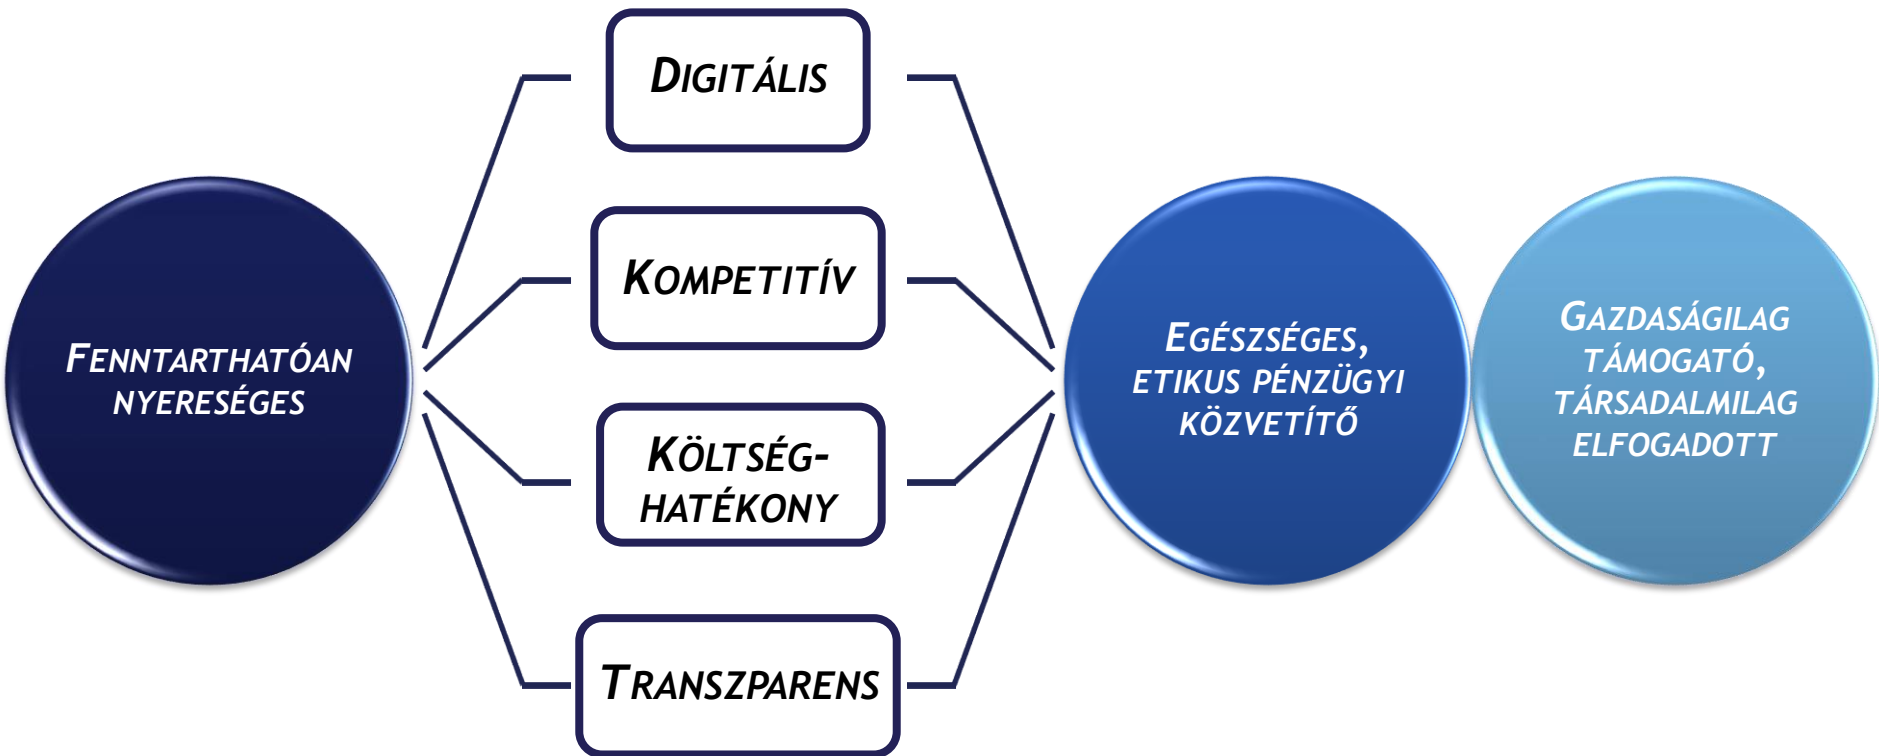 Fenntarthatóan
nyereséges
Digitális
Kompetitív
Költség-
hatékony
Transzparens
Egészséges,
etikus pénzügyi
közvetítő
Gazdaságilag
támogató,
társadalmilag
elfogadott